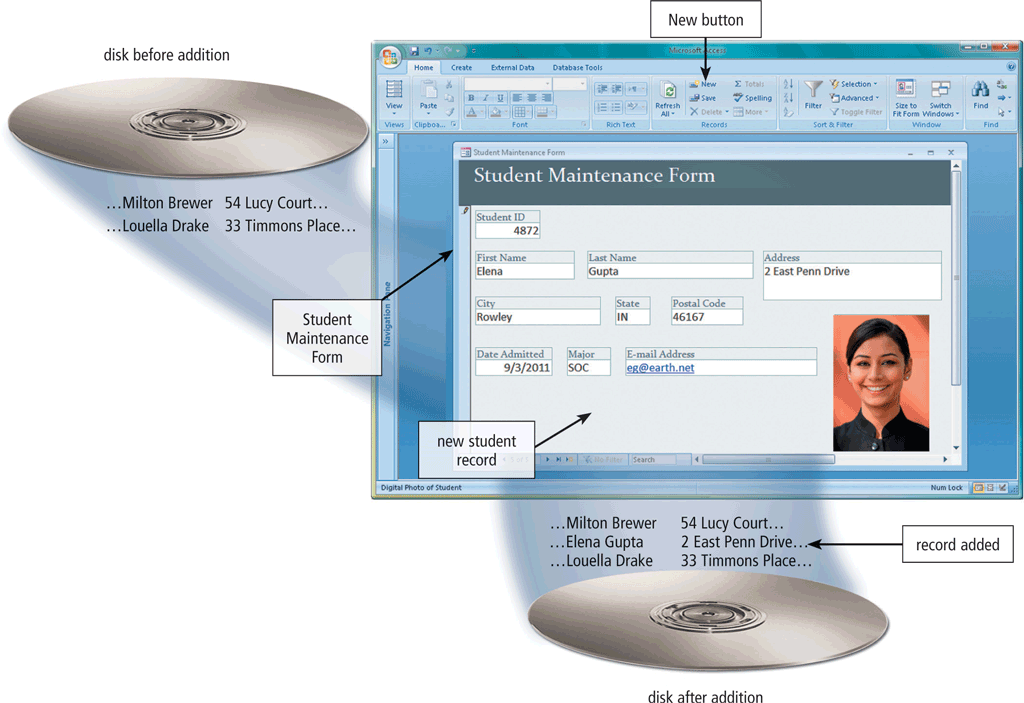 New button
disk before addition
Microsoft Access
Home Create External Data Database Tools
View Paste Refresh All New Save Delete Totals Spelling More Filter Selection Advanced Toggle Filter Size to Fit Form Switch Windows Find
Views Clipboa... Font Rich Text Records Sort & Filter Window Find
Student Maintenance Form
Student Maintenance Form
…Milton Brewer 54 Lucy Court…
…Louella Drake 33 Timmons Place…
Student ID
4872
First Name Last Name Address
Elena Gupta 2 East Penn Drive
City State Postal Code
Rowley IN 46167
Date Admitted Major E-mail Address
9/3/2011 SOC eg@earth.net
Navigation Pane
Student
Maintenance
Form
new student
record
No Filter Search
Digital Photo of Student Num Lock
…Milton Brewer 54 Lucy Court…
…Elena Gupta 2 East Penn Drive…
…Louella Drake 33 Timmons Place…
record added
disk after addition